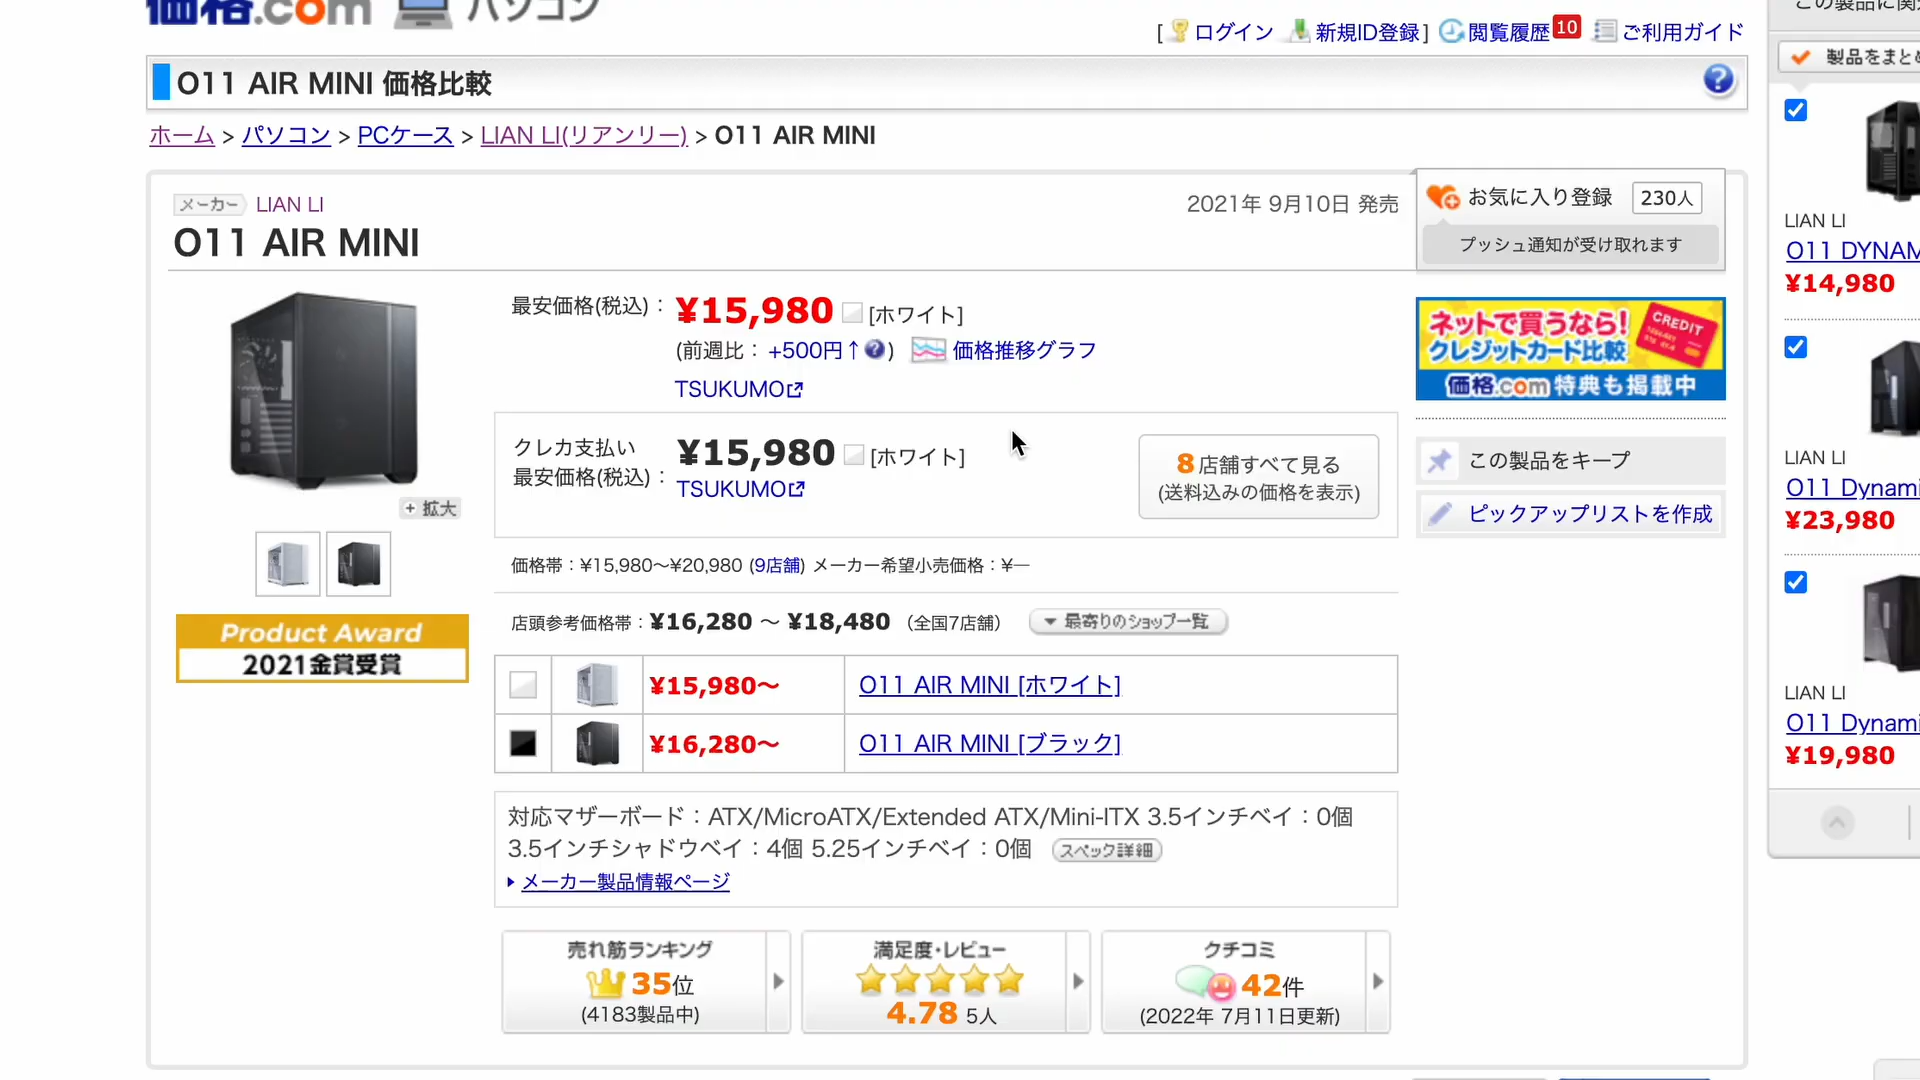 価格.com パソコン
[ ログイン 新規ID登録 ] 閲覧履歴 10 ご利用ガイド
O11 AIR MINI 価格比較
?
ホーム > パソコン > PCケース > LIAN LI(リアンリー) > O11 AIR MINI
メーカー LIAN LI
2021年 9月10日 発売
O11 AIR MINI
お気に入り登録 230人
プッシュ通知が受け取れます
最安価格(税込)： ¥15,980 [ホワイト]
(前週比： +500円↑ ? ) 価格推移グラフ
TSUKUMO
クレカ支払い
最安価格(税込)：
¥15,980 [ホワイト]
TSUKUMO
8店舗すべて見る
(送料込みの価格を表示)
+ 拡大
価格帯：¥15,980～¥20,980 (9店舗) メーカー希望小売価格：¥―
店頭参考価格帯：¥16,280 ～ ¥18,480 （全国7店舗） ▼ 最寄りのショップ一覧
Product Award
2021金賞受賞
¥15,980～ O11 AIR MINI [ホワイト]
¥16,280～ O11 AIR MINI [ブラック]
対応マザーボード：ATX/MicroATX/Extended ATX/Mini-ITX 3.5インチベイ：0個
3.5インチシャドウベイ：4個 5.25インチベイ：0個 スペック詳細
メーカー製品情報ページ
売れ筋ランキング
35位
(4183製品中)
満足度・レビュー
4.78 5人
クチコミ
42件
(2022年 7月11日更新)
ネットで買うなら!
クレジットカード比較
CREDIT
価格.com 特典も掲載中
この製品をキープ
ピックアップリストを作成
この製品に関
製品をまとめ
LIAN LI
O11 DYNAM
¥14,980
LIAN LI
O11 Dynami
¥23,980
LIAN LI
O11 Dynami
¥19,980